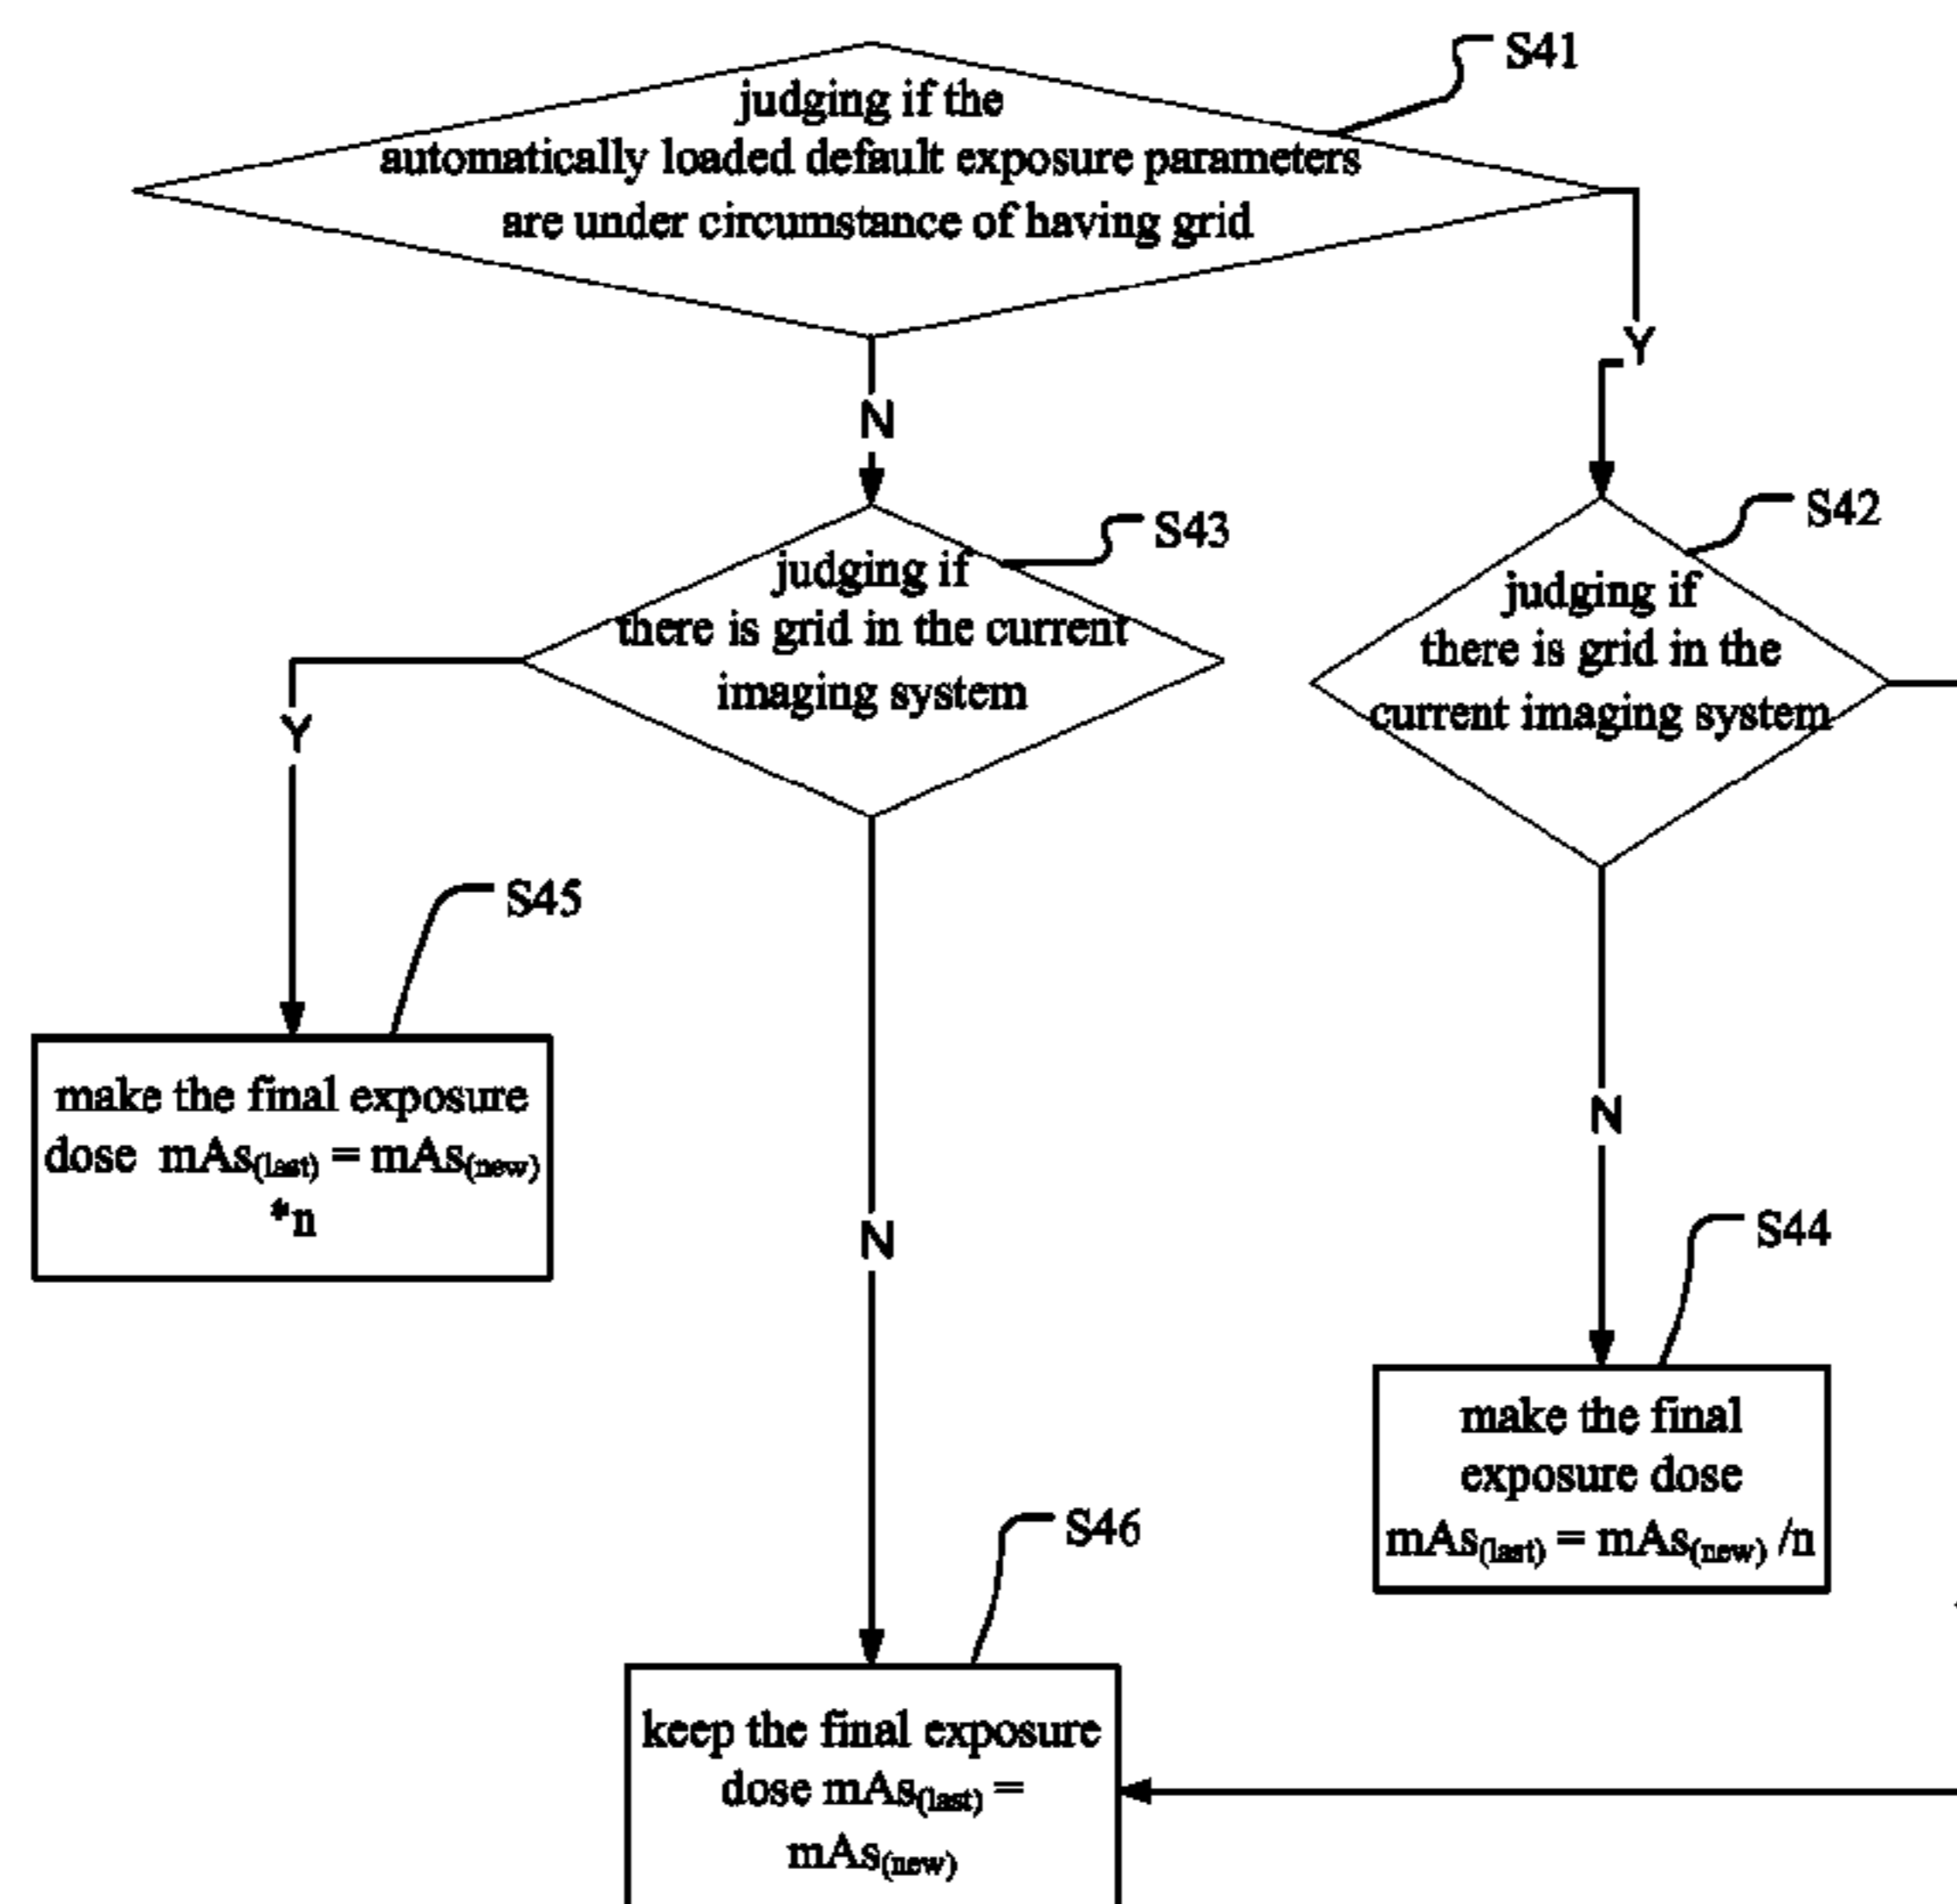 S41
judging if the
automatically loaded default exposure parameters
are under circumstance of having grid
Y
N
S42
S43
judging if
there is grid in the current
imaging system
judging if
there is grid in the
current imaging system
Y
S45
N
make the final exposure
dose mAs(last) = mAs(new)
*n
N
S44
make the final
exposure dose
mAs(last) = mAs(new) /n
S46
keep the final exposure
dose mAs(last) =
mAs(new)